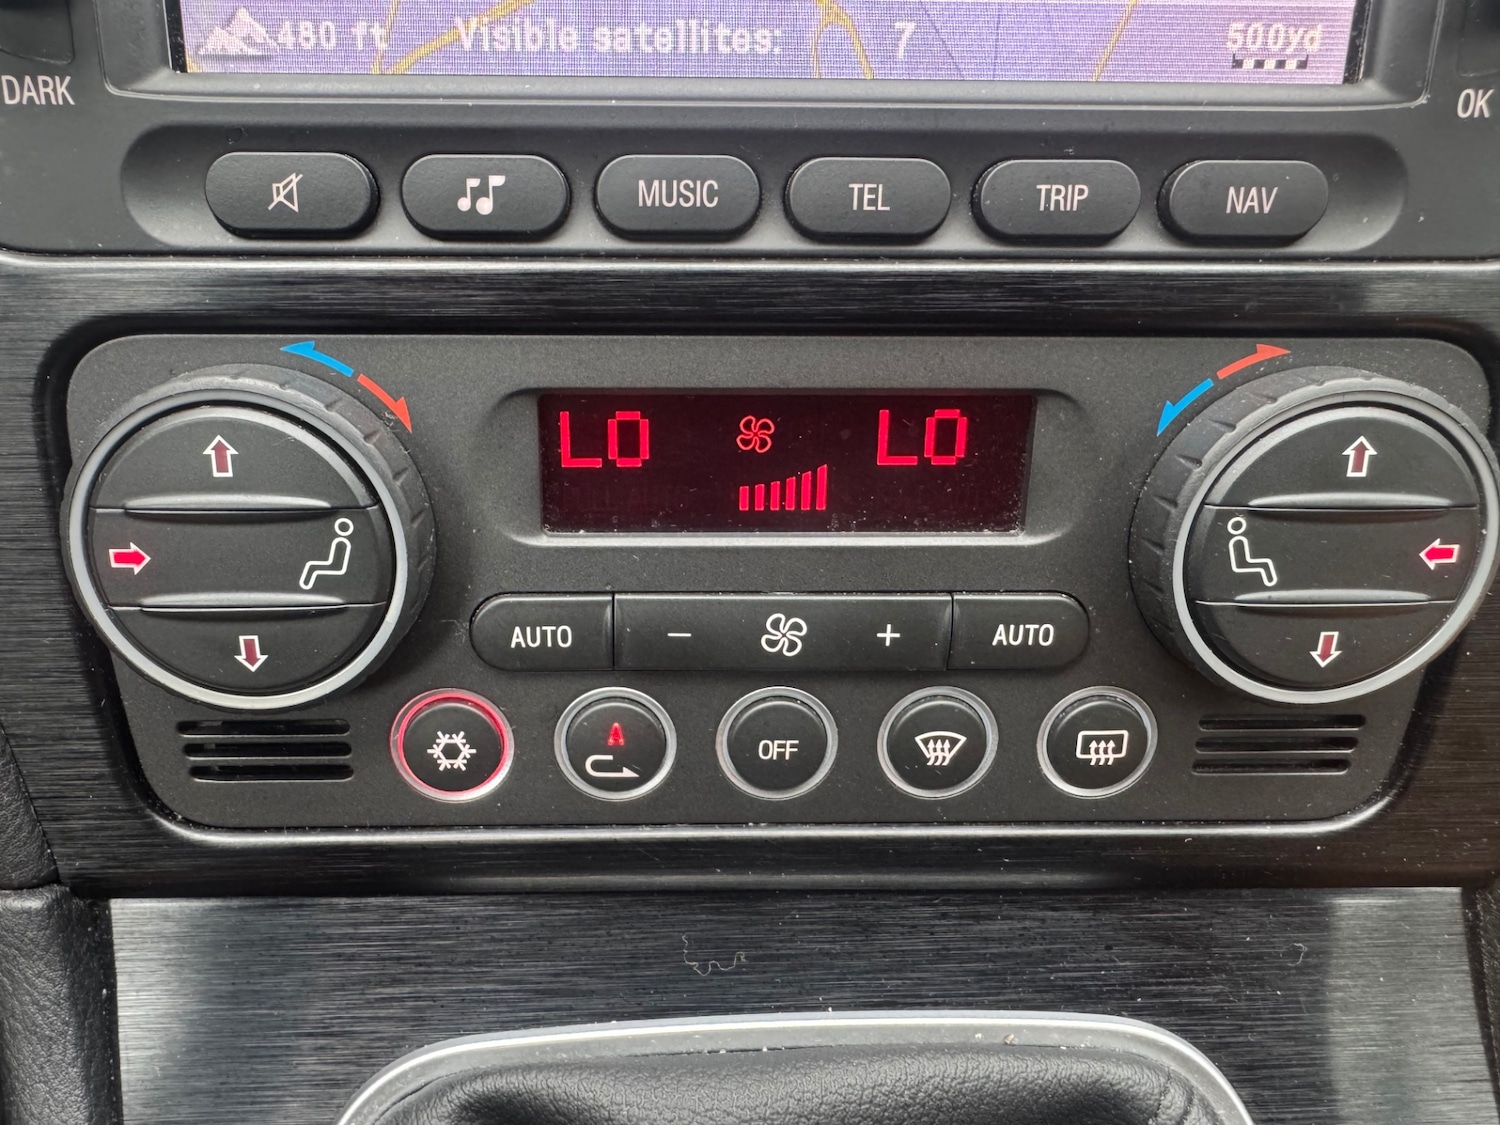 480 ft Visible satellites: 7 500yd
DARK OK
MUSIC TEL TRIP NAV
LO LO
AUTO - + AUTO
A
OFF